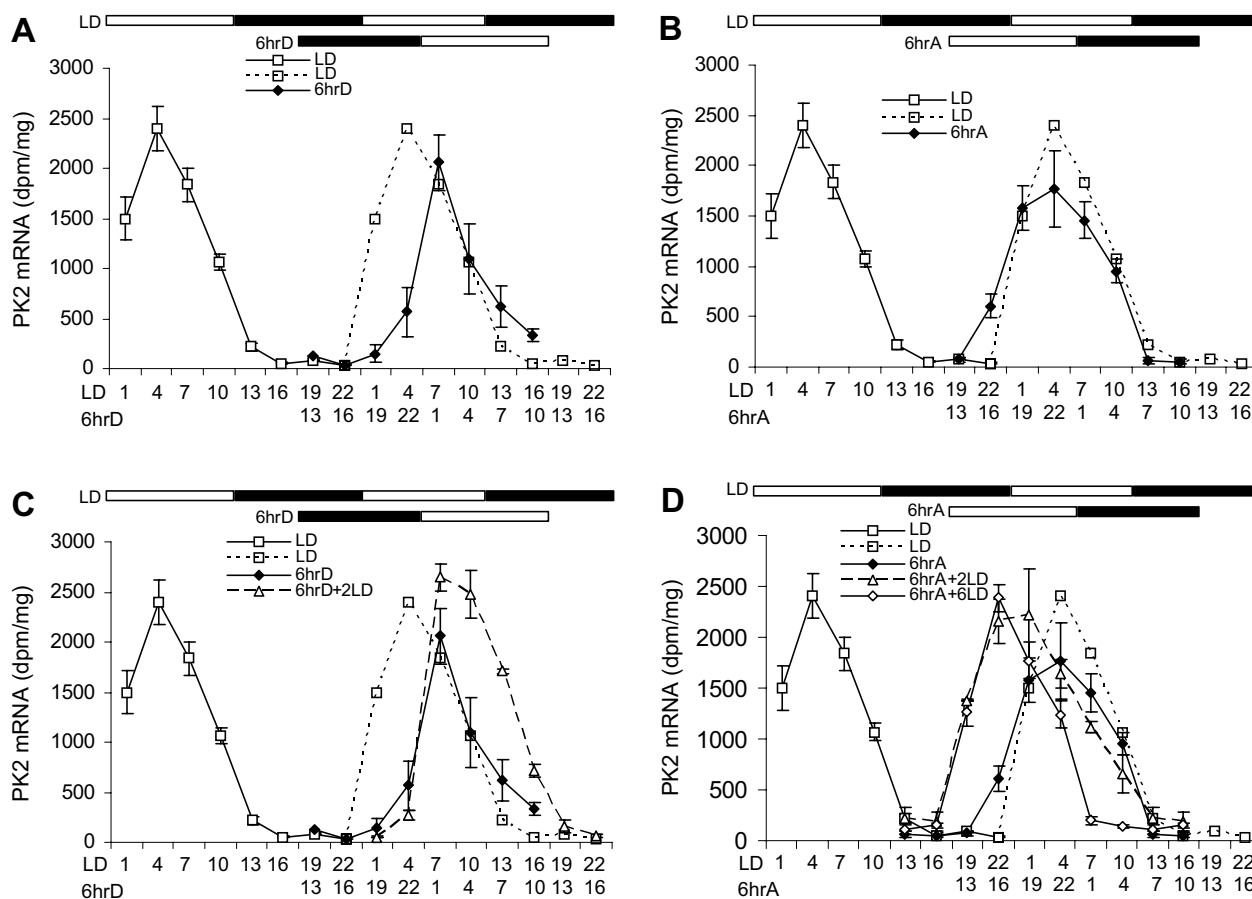 A
LD
6hrD
LD
LD
6hrD
PK2 mRNA (dpm/mg)
3000
2500
2000
1500
1000
500
0
LD 1 4 7 10 13 16 19 22 1 4 7 10 13 16 19 22
6hrD 13 16 19 22 1 4 7 10 13 16
B
LD
6hrA
LD
LD
6hrA
PK2 mRNA (dpm/mg)
3000
2500
2000
1500
1000
500
0
LD 1 4 7 10 13 16 19 22 1 4 7 10 13 16 19 22
6hrA 13 16 19 22 1 4 7 10 13 16
C
LD
6hrD
LD
LD
6hrD
6hrD+2LD
PK2 mRNA (dpm/mg)
3000
2500
2000
1500
1000
500
0
LD 1 4 7 10 13 16 19 22 1 4 7 10 13 16 19 22
6hrD 13 16 19 22 1 4 7 10 13 16
D
LD
6hrA
LD
LD
6hrA
6hrA+2LD
6hrA+6LD
PK2 mRNA (dpm/mg)
3000
2500
2000
1500
1000
500
0
LD 1 4 7 10 13 16 19 22 1 4 7 10 13 16 19 22
6hrA 13 16 19 22 1 4 7 10 13 16